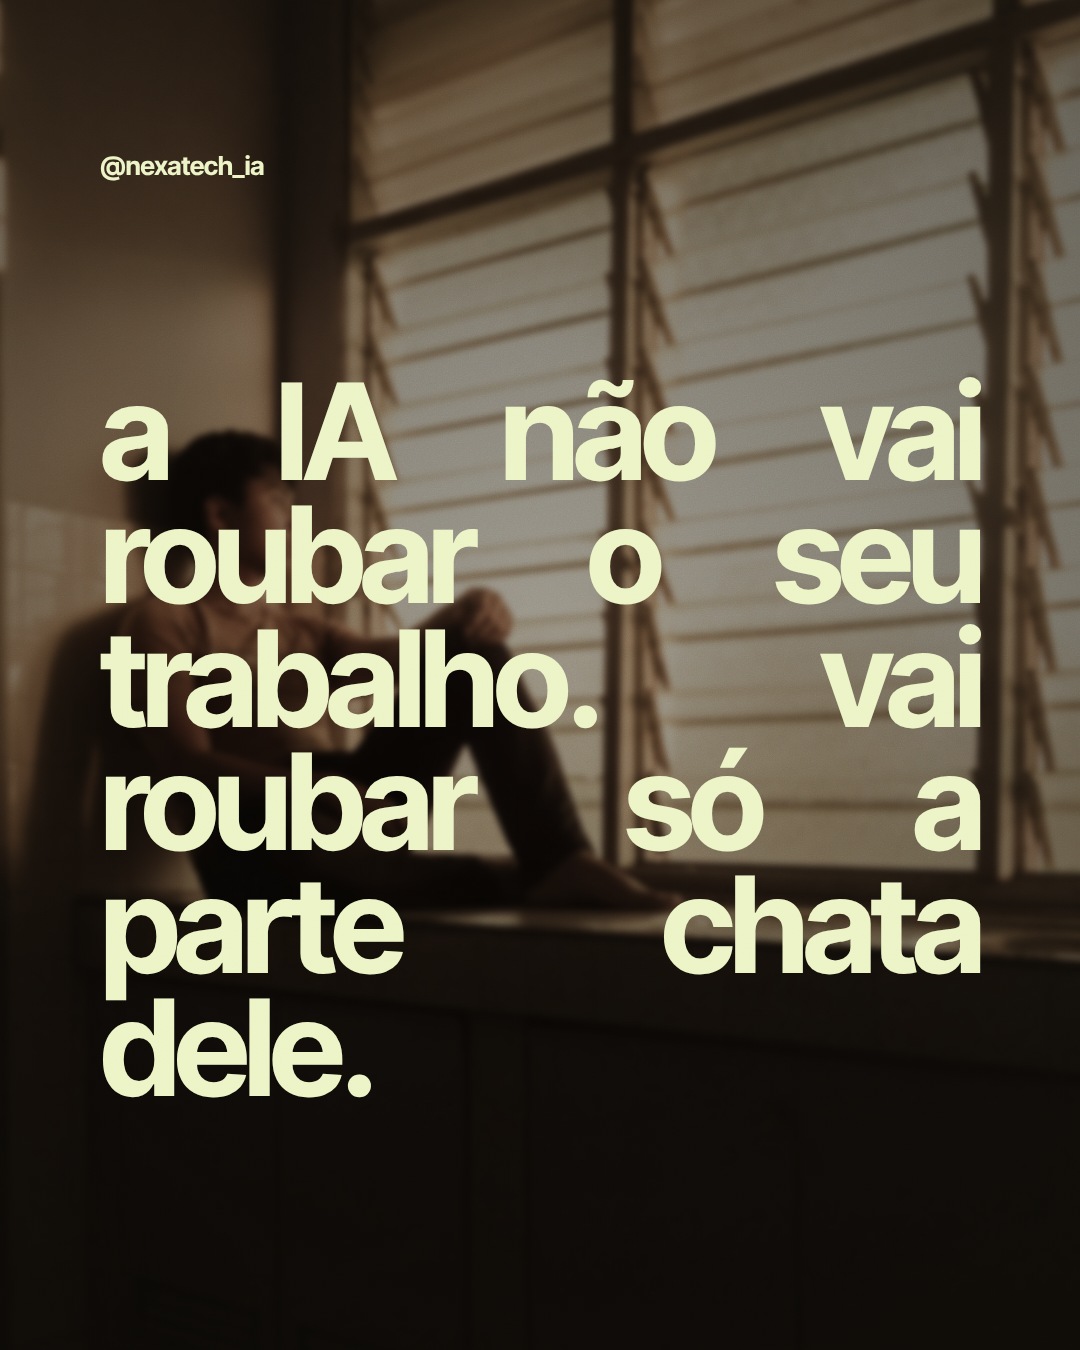 @nexatech_ia
a IA não vai
roubar o seu
trabalho. vai
roubar só a
parte chata
dele.